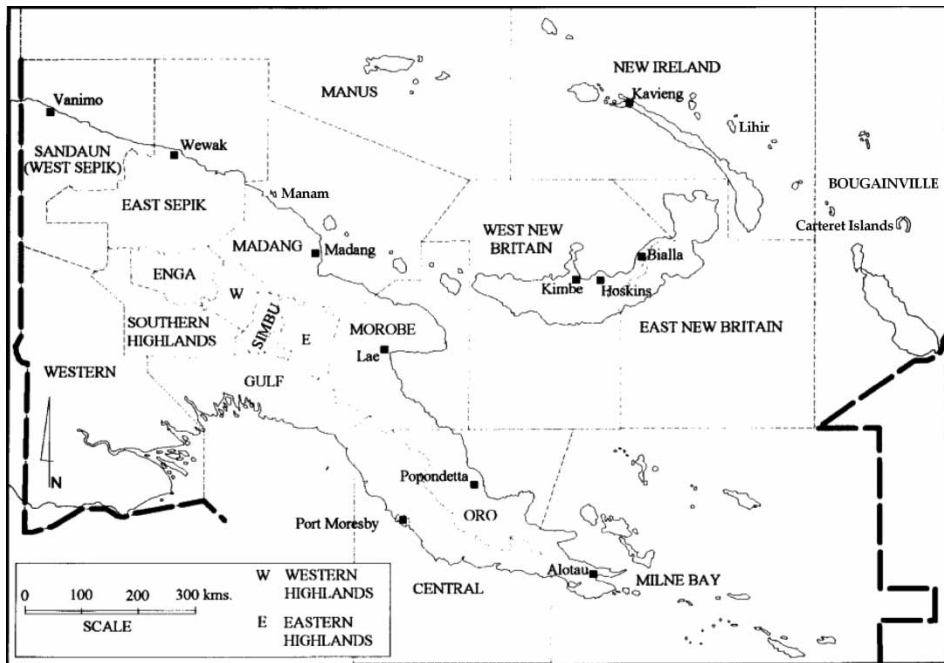 NEW IRELAND
MANUS
Kavieng
Vanimo
Lihir
SANDAUN
(WEST SEPIK)
Wewak
BOUGAINVILLE
Manam
EAST SEPIK
Carteret Islands
WEST NEW
BRITAIN
MADANG
Madang
Bialla
ENGA
Kimbe
Hoskins
W
SIMBU
SOUTHERN
HIGHLANDS
E
MOROBE
EAST NEW BRITAIN
Lae
WESTERN
GULF
N
Popondetta
ORO
Port Moresby
Alotau
MILNE BAY
CENTRAL
W WESTERN
HIGHLANDS
0 100 200 300 kms.
SCALE
E EASTERN
HIGHLANDS